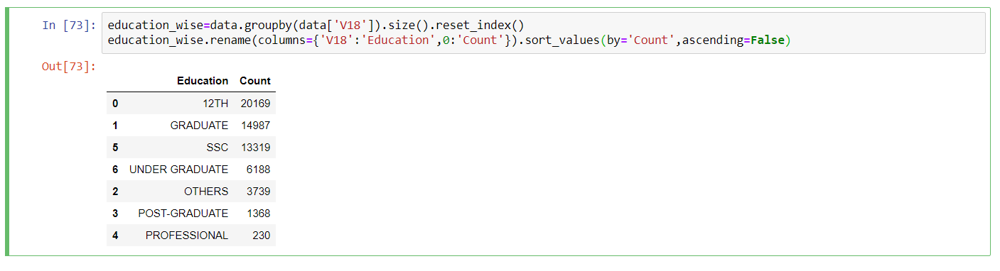 In [73]: education_wise=data.groupby(data['V18']).size().reset_index()
education_wise.rename(columns={'V18':'Education',0:'Count'}).sort_values(by='Count',ascending=False)
Out[73]:
Education Count
0 12TH 20169
1 GRADUATE 14987
5 SSC 13319
6 UNDER GRADUATE 6188
2 OTHERS 3739
3 POST-GRADUATE 1368
4 PROFESSIONAL 230